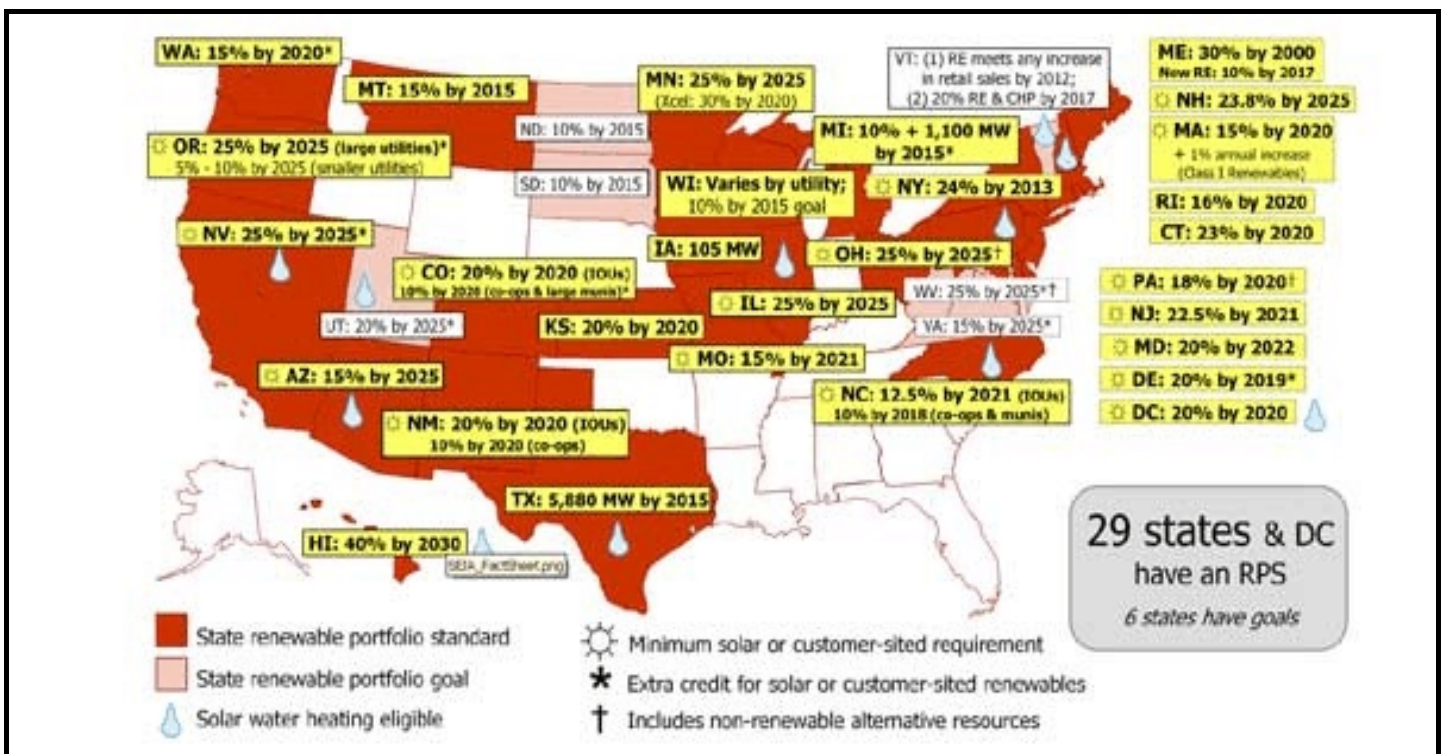 WA: 15% by 2020*
MT: 15% by 2015
MN: 25% by 2025
(Xcel: 30% by 2020)
VT: (1) RE meets any increase
in retail sales by 2012;
(2) 20% RE & CHP by 2017
ME: 30% by 2000
New RE: 10% by 2017
NH: 23.8% by 2025
MA: 15% by 2020
+ 1% annual increase
(Class I Renewables)
RI: 16% by 2020
CT: 23% by 2020
ND: 10% by 2015
MI: 10% + 1,100 MW
by 2015*
OR: 25% by 2025 (large utilities)*
5% - 10% by 2025 (smaller utilities)
SD: 10% by 2015
WI: Varies by utility;
10% by 2015 goal
NY: 24% by 2013
NV: 25% by 2025*
IA: 105 MW
OH: 25% by 2025†
CO: 20% by 2020 (IOUs)
10% by 2020 (co-ops & large munis)*
WV: 25% by 2025*†
PA: 18% by 2020†
IL: 25% by 2025
UT: 20% by 2025*
KS: 20% by 2020
VA: 15% by 2025*
NJ: 22.5% by 2021
MO: 15% by 2021
MD: 20% by 2022
AZ: 15% by 2025
DE: 20% by 2019*
NC: 12.5% by 2021 (IOUs)
10% by 2018 (co-ops & munis)
DC: 20% by 2020
NM: 20% by 2020 (IOUs)
10% by 2020 (co-ops)
TX: 5,880 MW by 2015
HI: 40% by 2030
SEIA_FactSheet.png
29 states & DC
have an RPS
6 states have goals
State renewable portfolio standard
State renewable portfolio goal
Solar water heating eligible
Minimum solar or customer-sited requirement
* Extra credit for solar or customer-sited renewables
† Includes non-renewable alternative resources